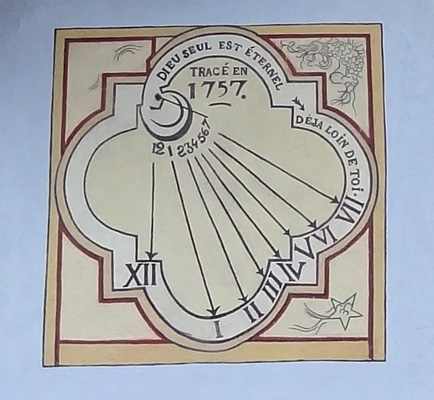 DIEU SEUL EST ÉTERNEL
TRACÉ EN
1757.
DÉJA LOIN DE TOI.
12 1 2 3 4 5 6 7
XII I II III IV V VI VII